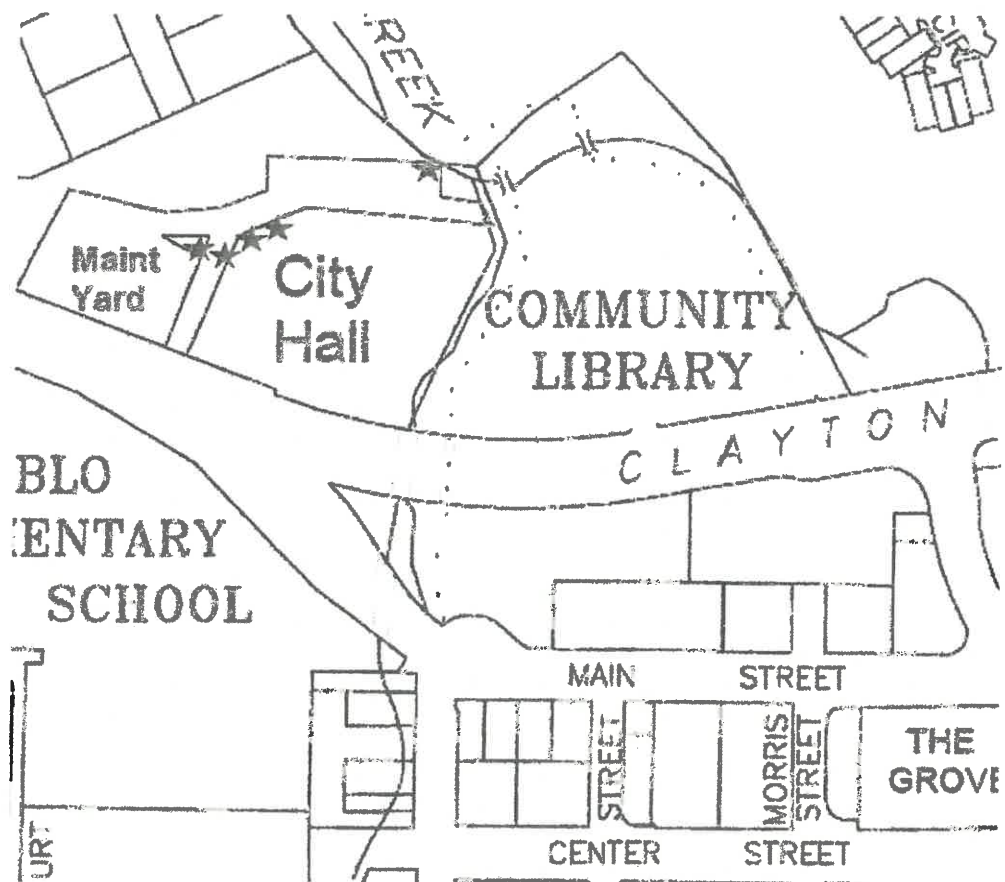 REEK
Maint
Yard
City
Hall
COMMUNITY
LIBRARY
CLAYTON
BLO
ENTARY
SCHOOL
MAIN STREET
STREET
MORRIS
STREET
THE
GROVE
URT
CENTER STREET